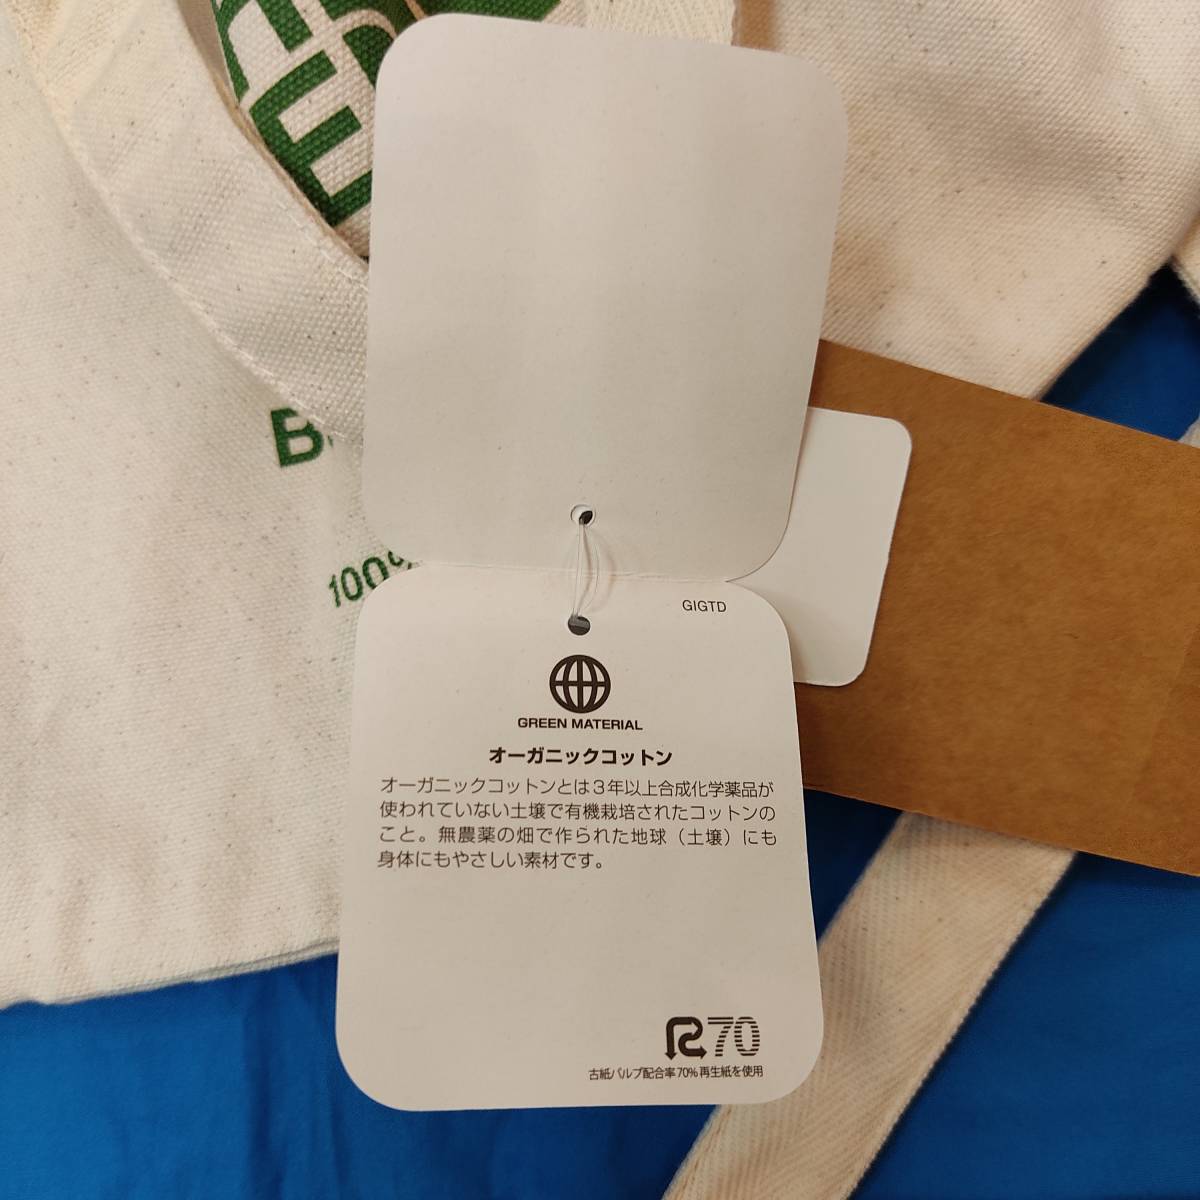 B
100%
GIGTD
GREEN MATERIAL
オーガニックコットン
オーガニックコットンとは3年以上合成化学薬品が
使われていない土壌で有機栽培されたコットンの
こと。無農薬の畑で作られた地球（土壌）にも
身体にもやさしい素材です。
R70
古紙パルプ配合率70%再生紙を使用